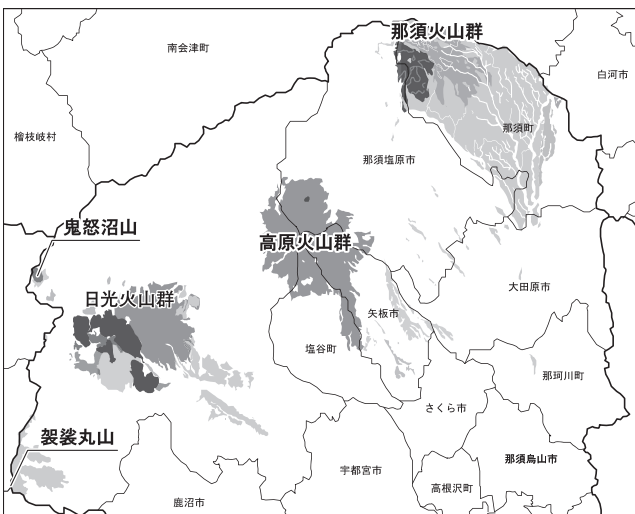 那須火山群
南会津町
白河市
檜枝岐村
那須町
那須塩原市
鬼怒沼山
高原火山群
日光火山群
大田原市
矢板市
塩谷町
那珂川町
さくら市
袈裟丸山
宇都宮市
那須烏山市
高根沢町
鹿沼市